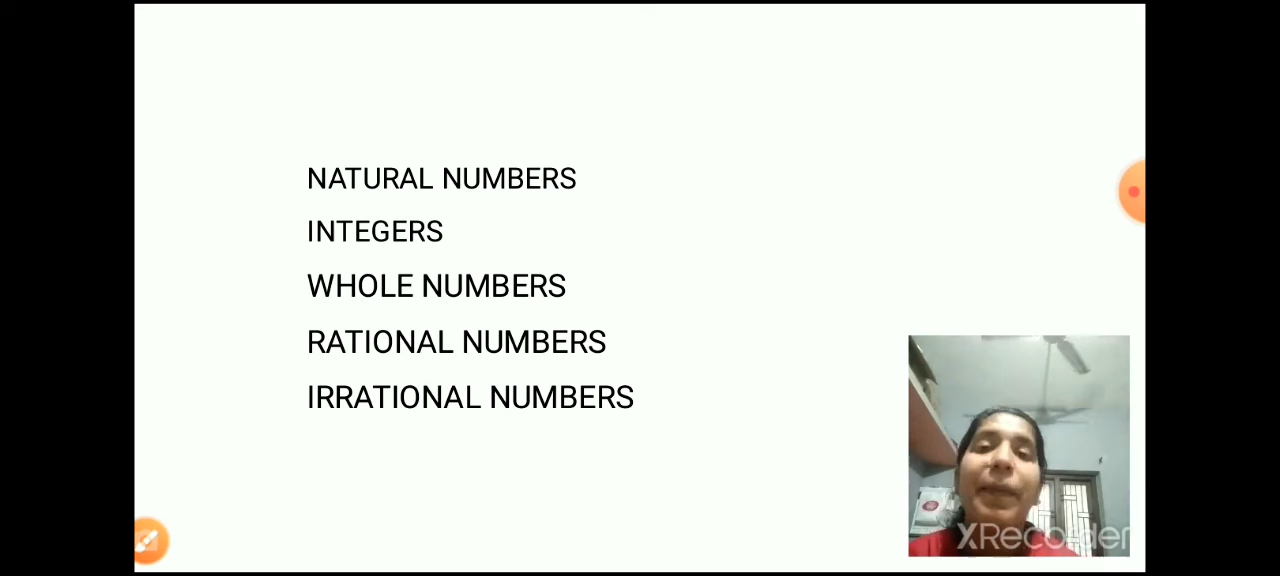 NATURAL NUMBERS
INTEGERS
WHOLE NUMBERS
RATIONAL NUMBERS
IRRATIONAL NUMBERS
XRecorder